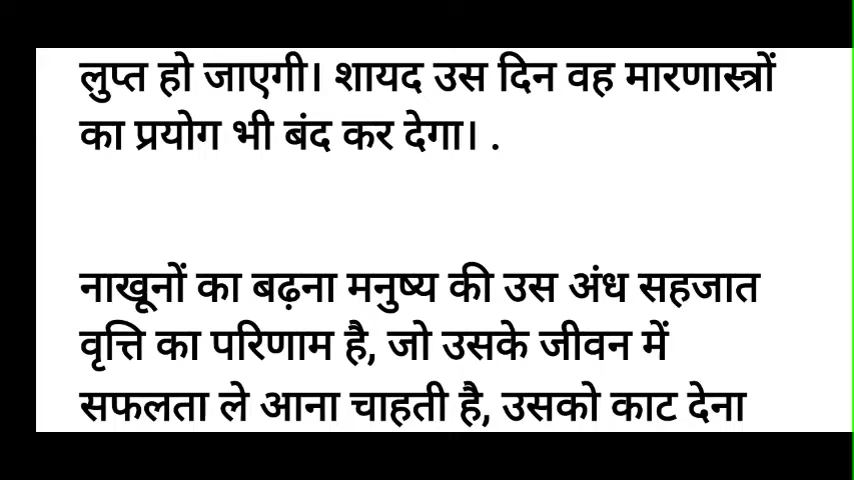 लुप्त हो जाएगी। शायद उस दिन वह मारणास्त्रों
का प्रयोग भी बंद कर देगा। .
नाखूनों का बढ़ना मनुष्य की उस अंध सहजात
वृत्ति का परिणाम है, जो उसके जीवन में
सफलता ले आना चाहती है, उसको काट देना